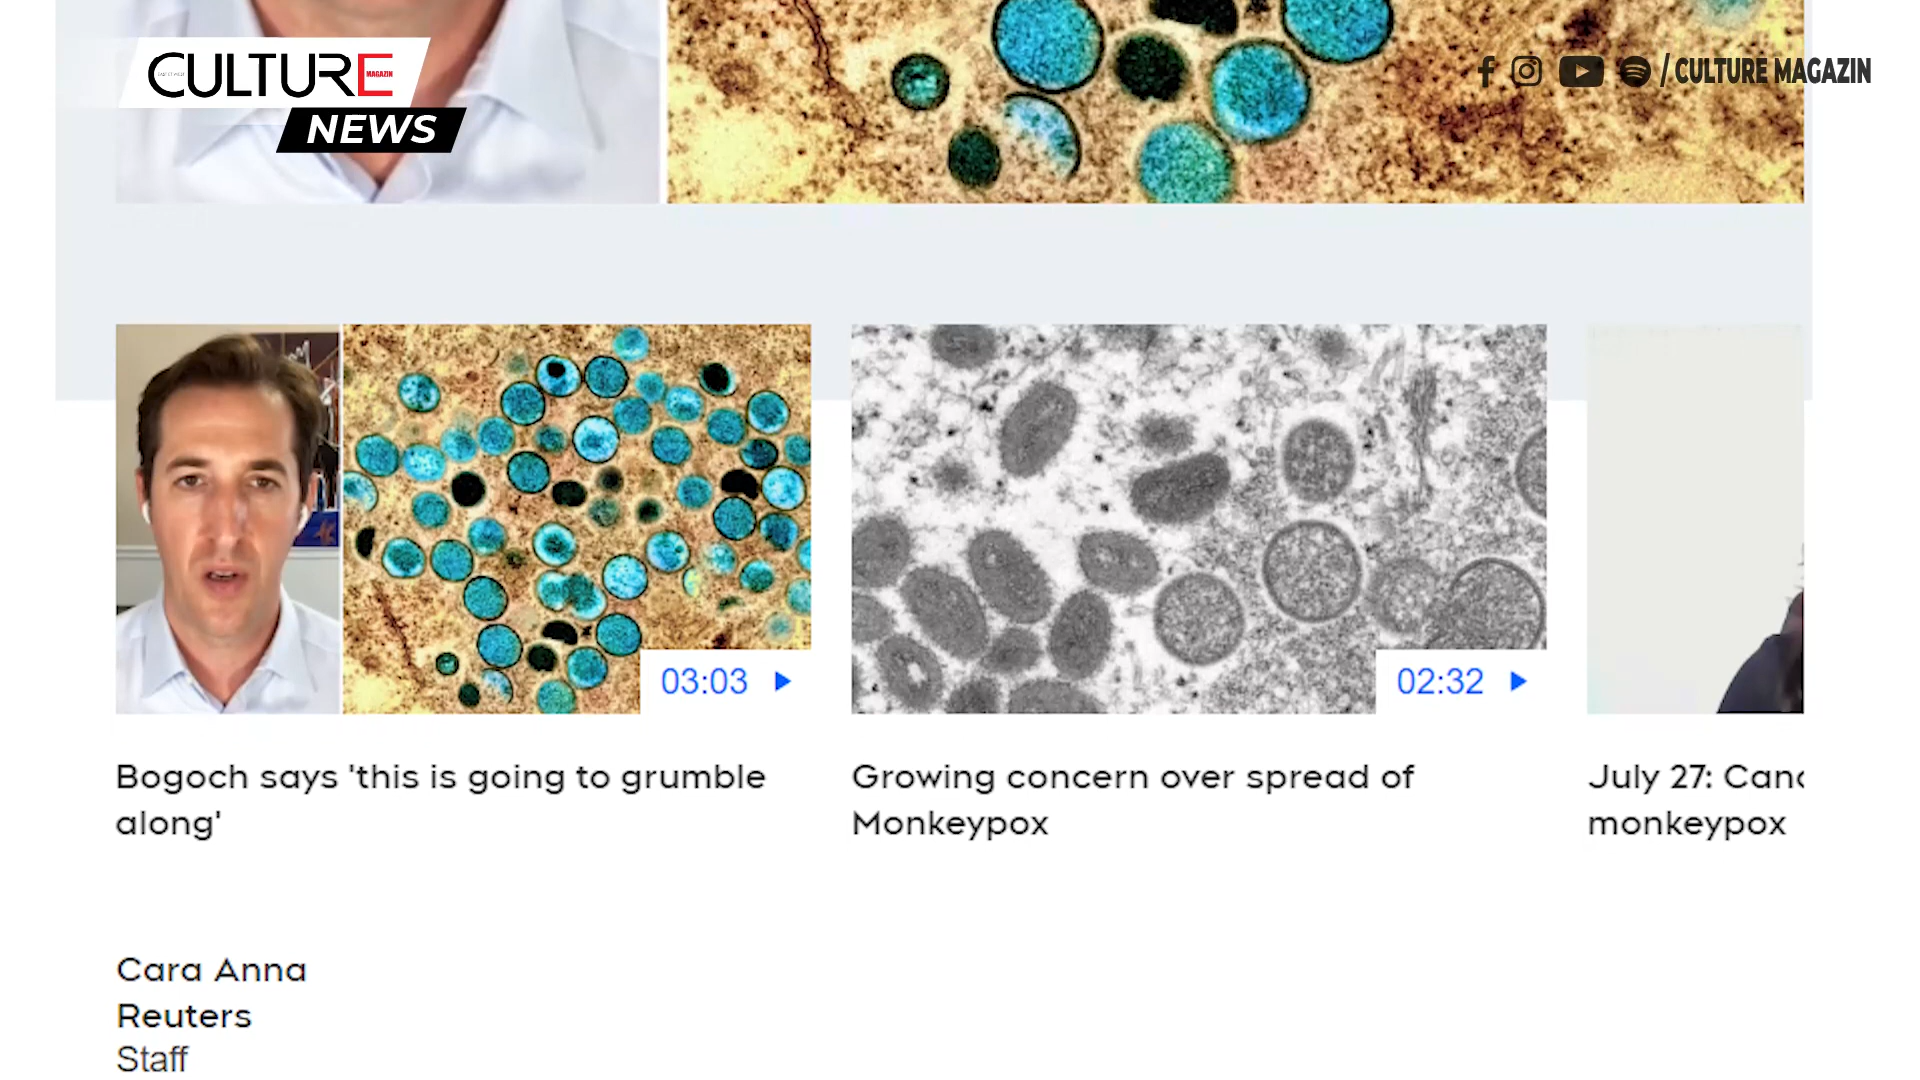 CULTURE
MAGAZIN
NEWS
/ CULTURE MAGAZIN
03:03
02:32
Bogoch says 'this is going to grumble
along'
Growing concern over spread of
Monkeypox
July 27:
monkeypox
Cara Anna
Reuters
Staff